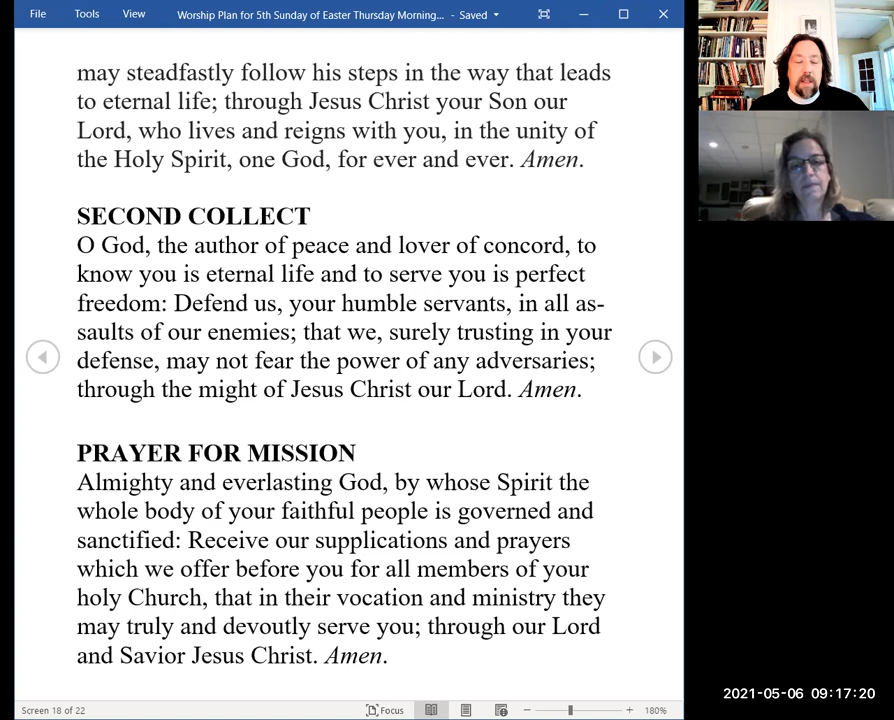 File Tools View Worship Plan for 5th Sunday of Easter Thursday Morning... - Saved
may steadfastly follow his steps in the way that leads
to eternal life; through Jesus Christ your Son our
Lord, who lives and reigns with you, in the unity of
the Holy Spirit, one God, for ever and ever. Amen.
SECOND COLLECT
O God, the author of peace and lover of concord, to
know you is eternal life and to serve you is perfect
freedom: Defend us, your humble servants, in all as-
saults of our enemies; that we, surely trusting in your
defense, may not fear the power of any adversaries;
through the might of Jesus Christ our Lord. Amen.
PRAYER FOR MISSION
Almighty and everlasting God, by whose Spirit the
whole body of your faithful people is governed and
sanctified: Receive our supplications and prayers
which we offer before you for all members of your
holy Church, that in their vocation and ministry they
may truly and devoutly serve you; through our Lord
and Savior Jesus Christ. Amen.
Screen 18 of 22 Focus 180%
2021-05-06 09:17:20